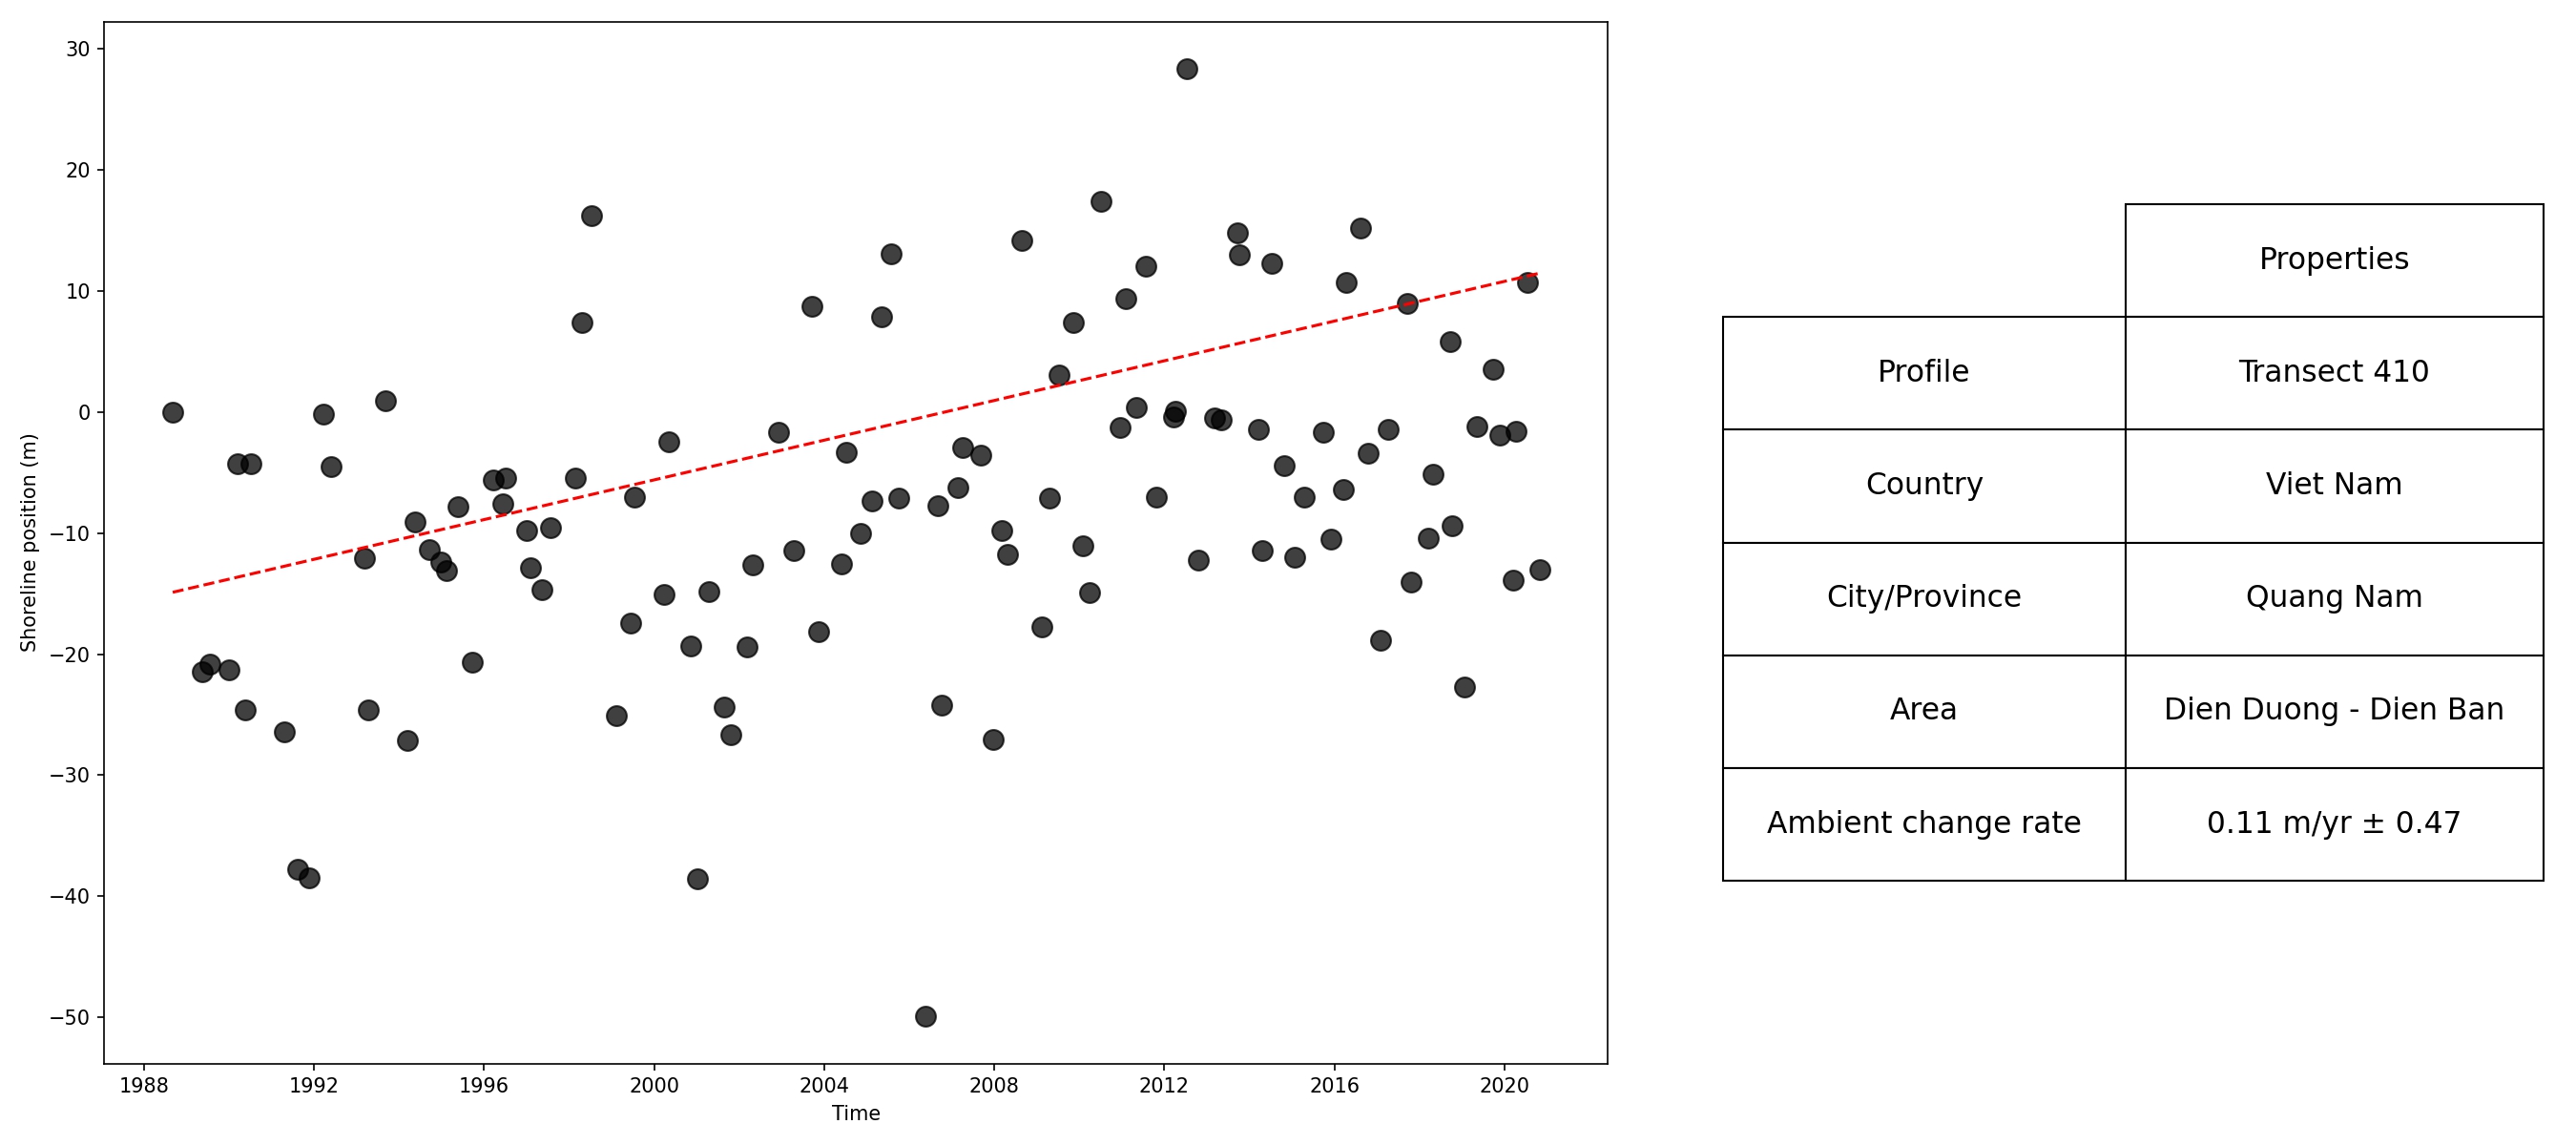 30
20
10
0
−10
−20
−30
−40
−50
Shoreline position (m)
1988 1992 1996 2000 2004 2008 2012 2016 2020
Time
Properties
Profile Transect 410
Country Viet Nam
City/Province Quang Nam
Area Dien Duong - Dien Ban
Ambient change rate 0.11 m/yr ± 0.47